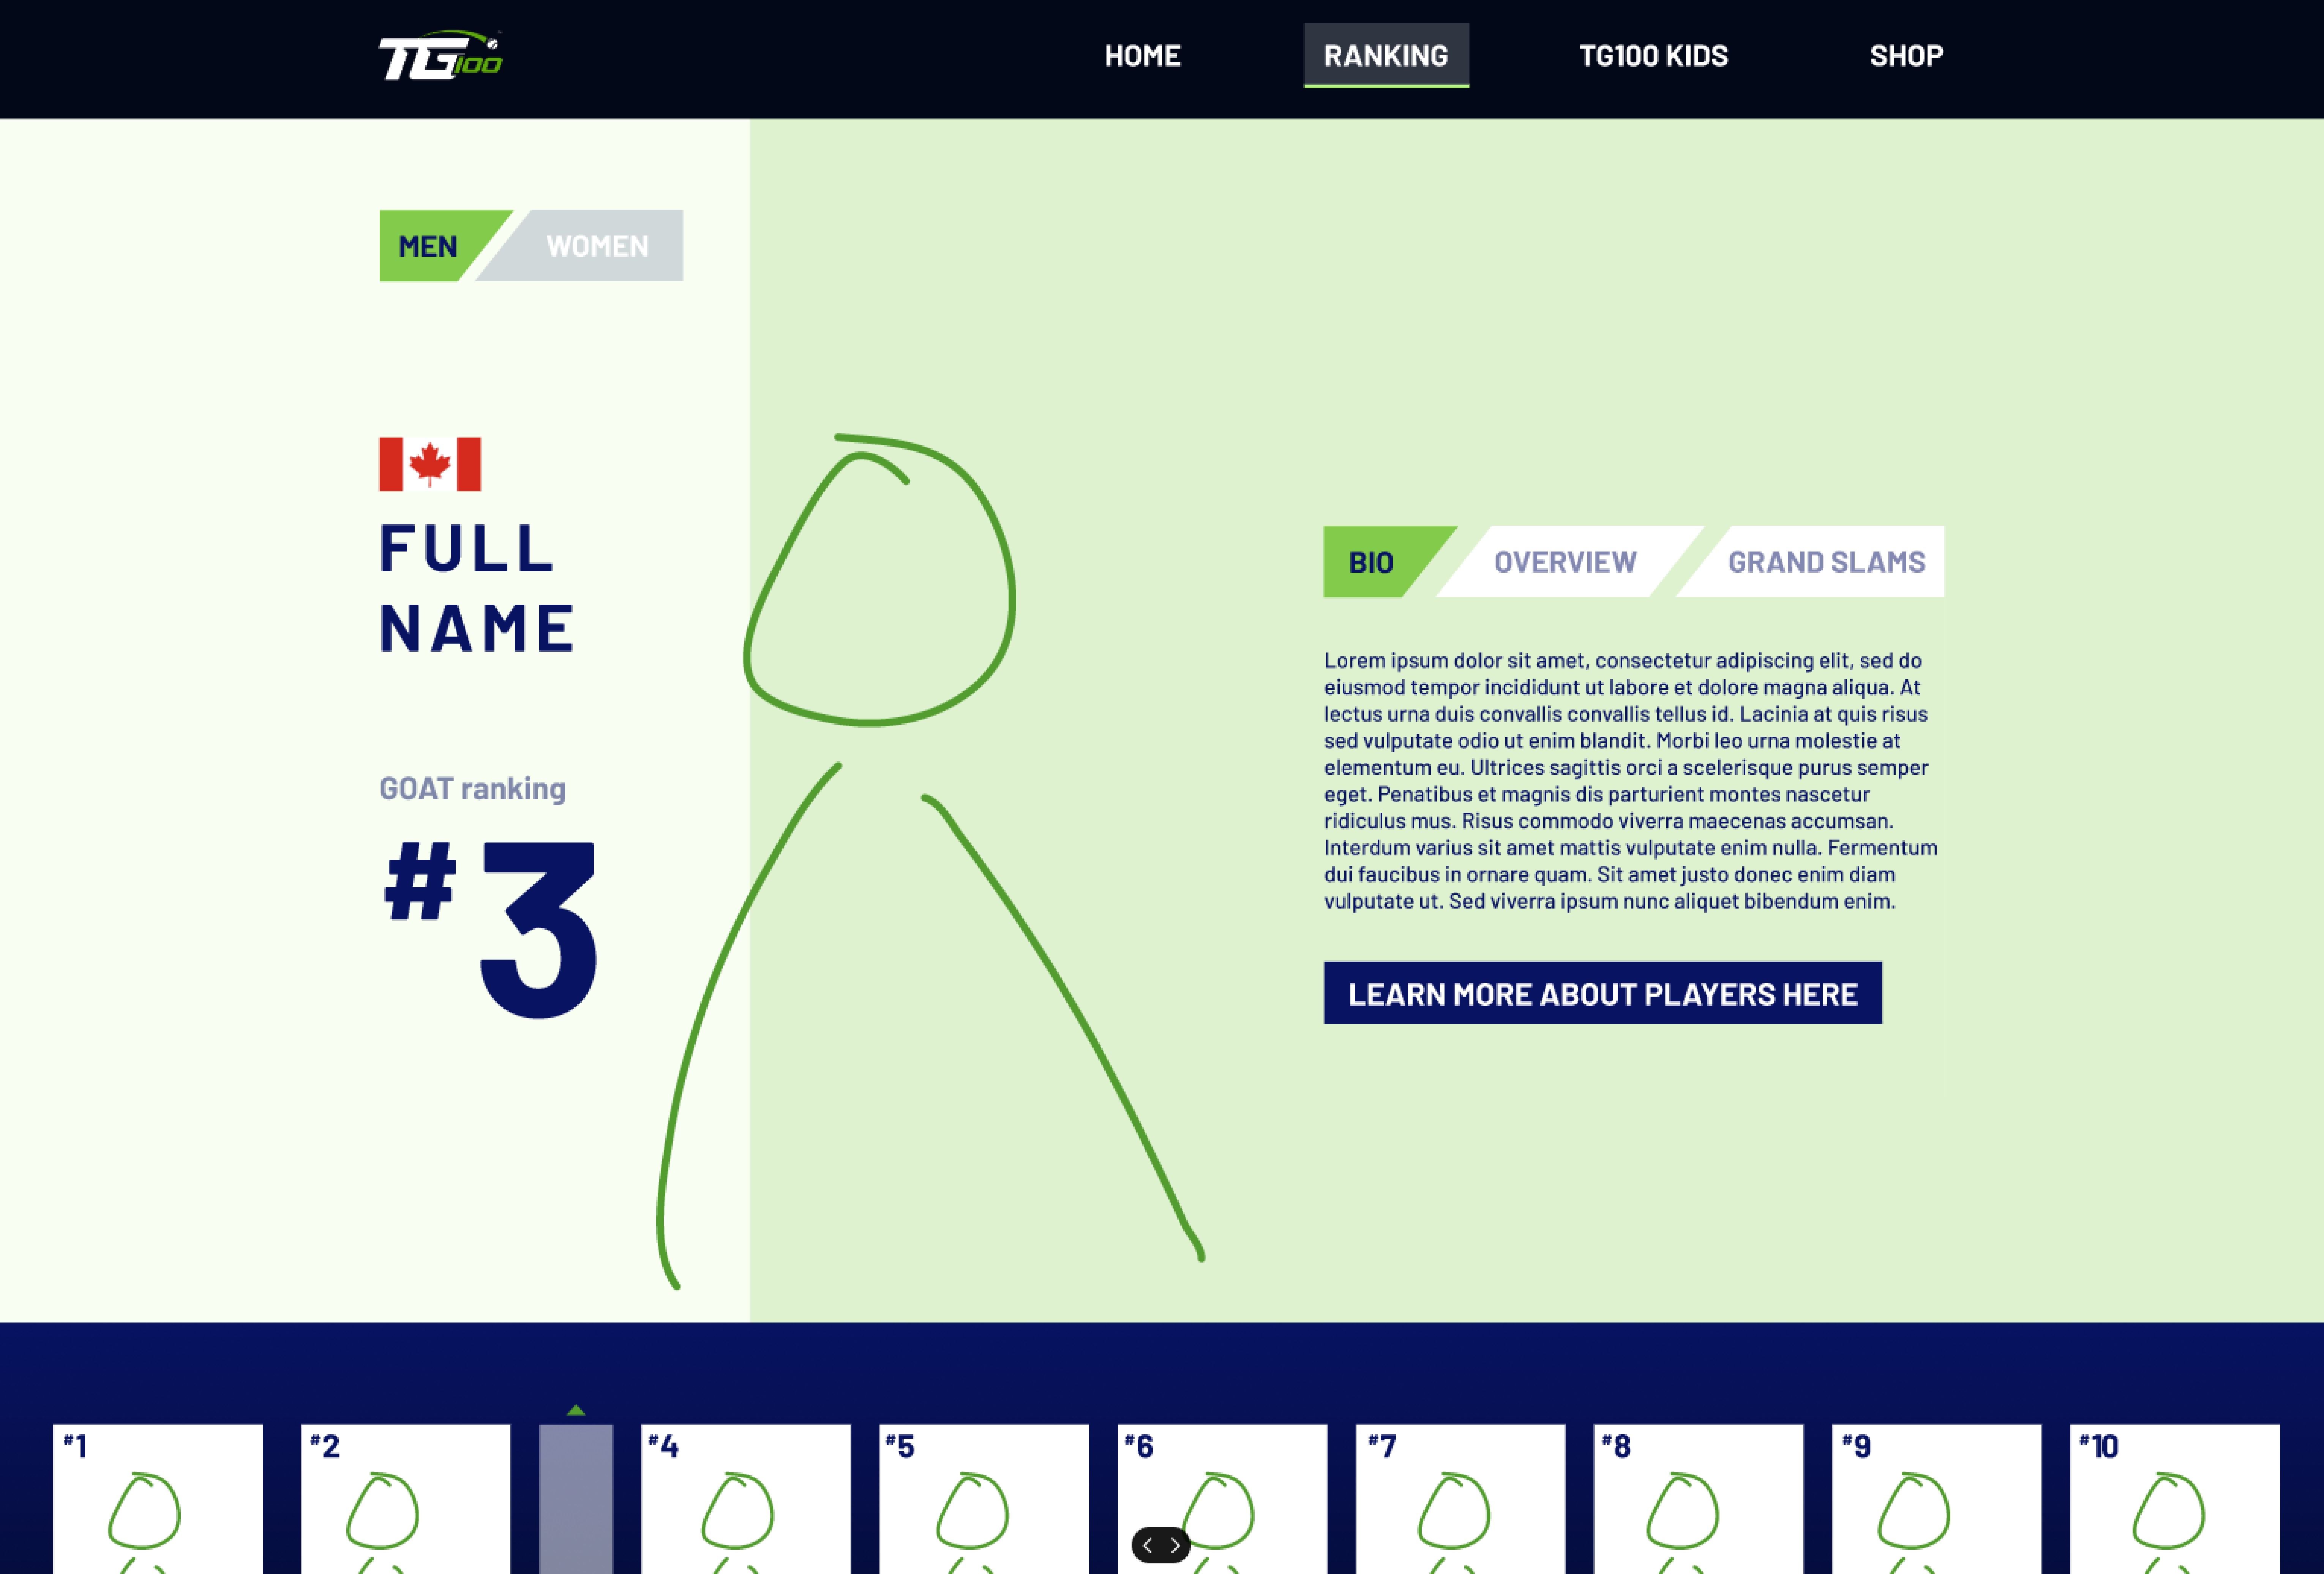 TG100
HOME
RANKING
TG100 KIDS
SHOP
MEN
WOMEN
FULL
NAME
GOAT ranking
#3
BIO
OVERVIEW
GRAND SLAMS
Lorem ipsum dolor sit amet, consectetur adipiscing elit, sed do
eiusmod tempor incididunt ut labore et dolore magna aliqua. At
lectus urna duis convallis convallis tellus id. Lacinia at quis risus
sed vulputate odio ut enim blandit. Morbi leo urna molestie at
elementum eu. Ultrices sagittis orci a scelerisque purus semper
eget. Penatibus et magnis dis parturient montes nascetur
ridiculus mus. Risus commodo viverra maecenas accumsan.
Interdum varius sit amet mattis vulputate enim nulla. Fermentum
dui faucibus in ornare quam. Sit amet justo donec enim diam
vulputate ut. Sed viverra ipsum nunc aliquet bibendum enim.
LEARN MORE ABOUT PLAYERS HERE
#1
#2
#4
#5
#6
#7
#8
#9
#10